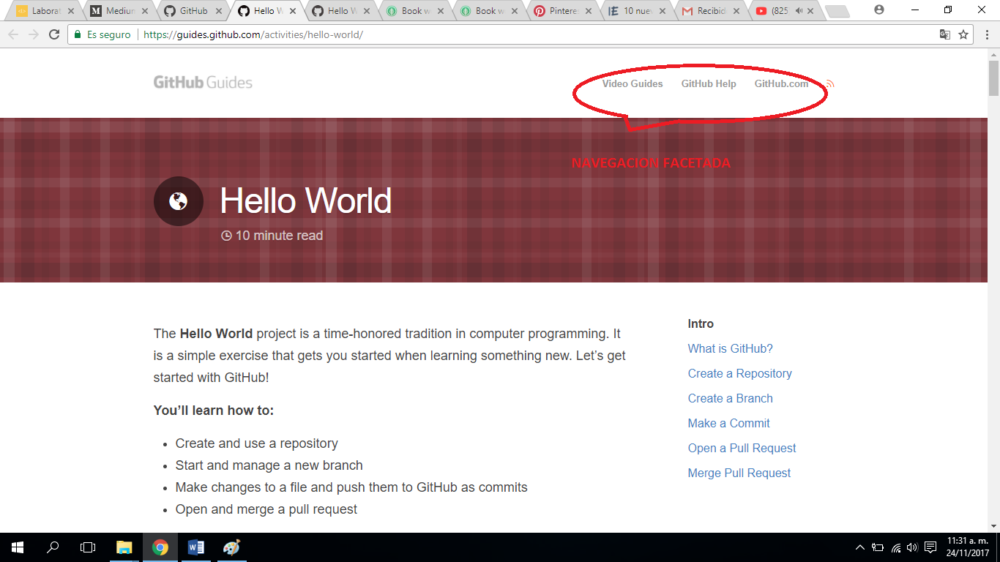 Laborat
Medium
GitHub
Hello W
Hello W
Book w
Book w
Pinteres
10 nue
Recibid
(825
Es seguro
https://guides.github.com/activities/hello-world/
GitHub Guides
Video Guides
GitHub Help
GitHub.com
NAVEGACION FACETADA
Hello World
10 minute read
The Hello World project is a time-honored tradition in computer programming. It
is a simple exercise that gets you started when learning something new. Let’s get
started with GitHub!
You’ll learn how to:
• Create and use a repository
• Start and manage a new branch
• Make changes to a file and push them to GitHub as commits
• Open and merge a pull request
Intro
What is GitHub?
Create a Repository
Create a Branch
Make a Commit
Open a Pull Request
Merge Pull Request
11:31 a. m.
24/11/2017